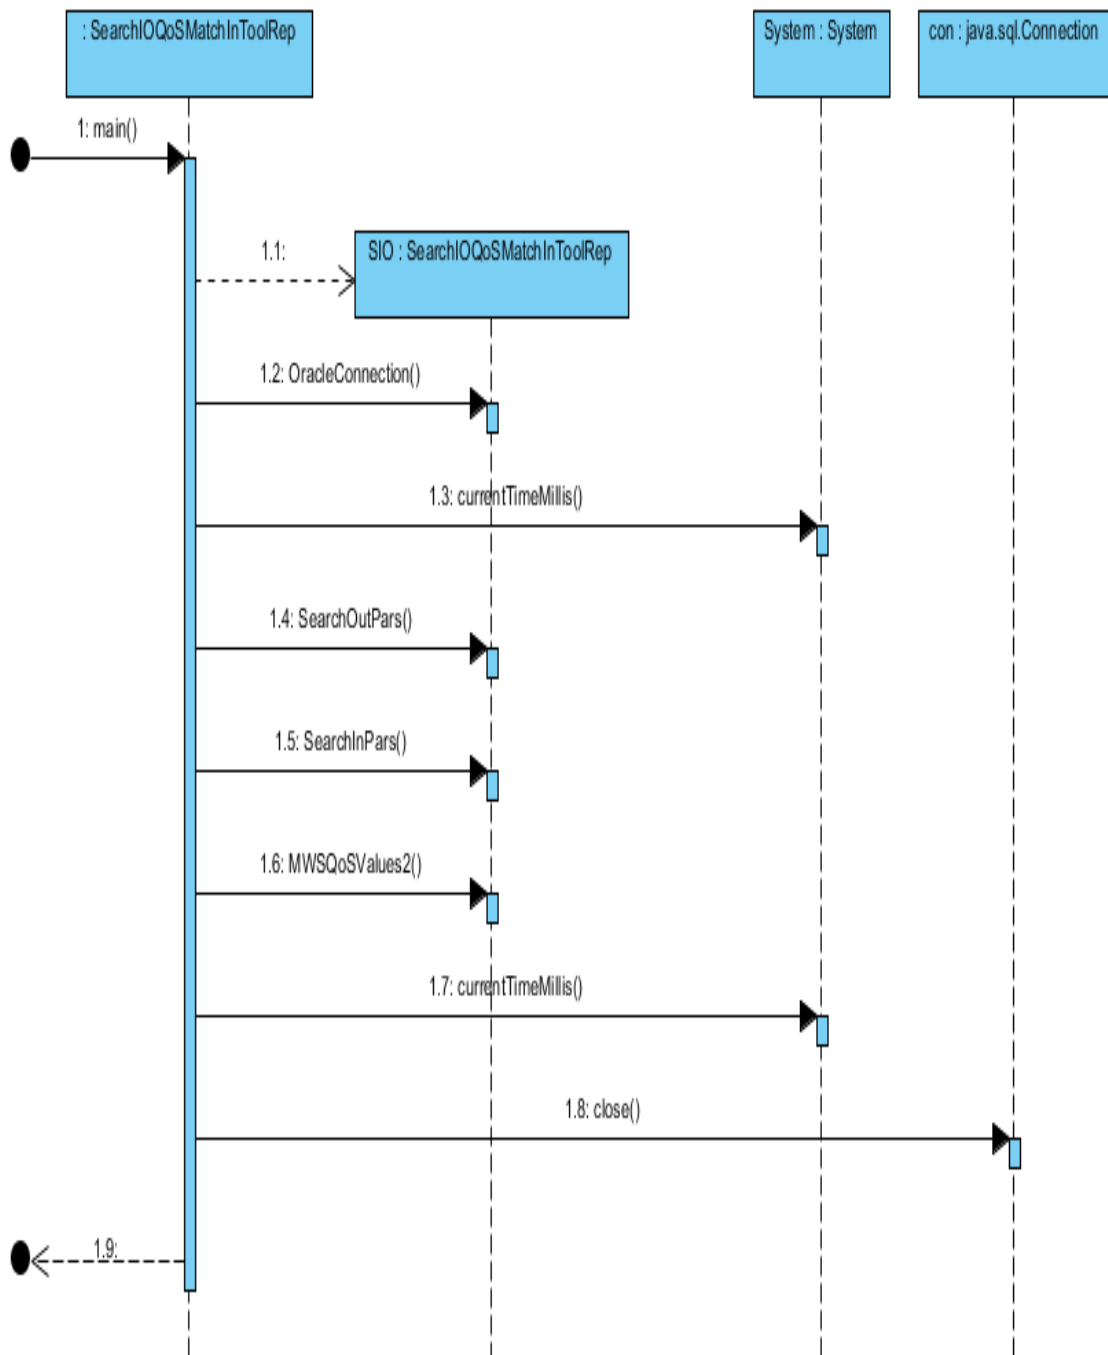 : SearchIOQoSMatchInToolRep
System : System
con : java.sql.Connection
1: main()
1.1:
SIO : SearchIOQoSMatchInToolRep
1.2: OracleConnection()
1.3: currentTimeMillis()
1.4: SearchOutPars()
1.5: SearchInPars()
1.6: MWSQoSValues2()
1.7: currentTimeMillis()
1.8: close()
1.9: